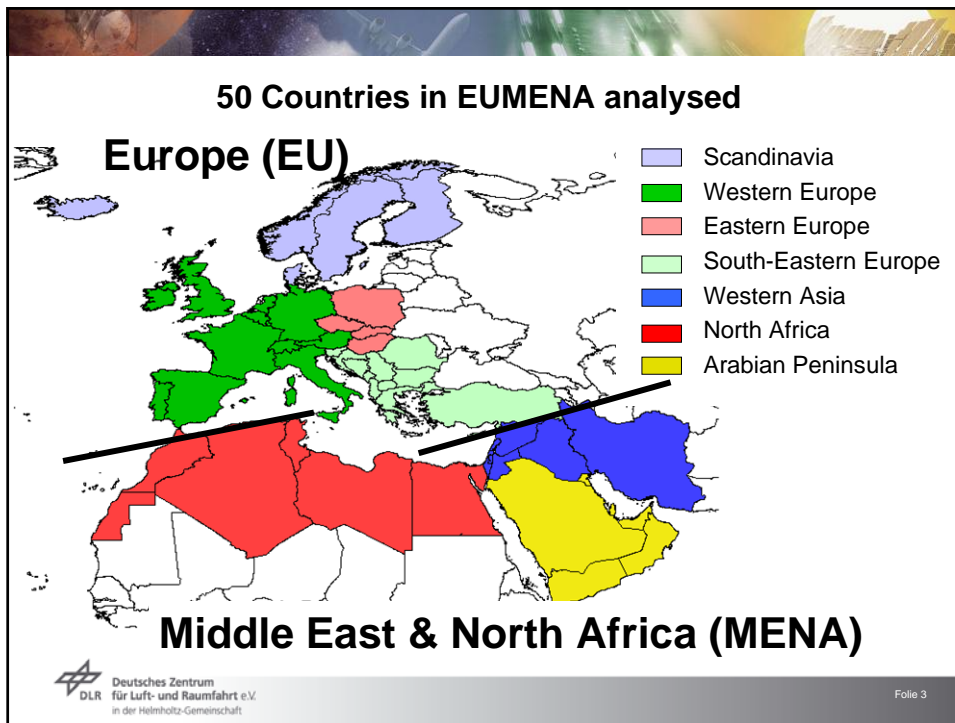 50 Countries in EUMENA analysed
Europe (EU)
Scandinavia
Western Europe
Eastern Europe
South-Eastern Europe
Western Asia
North Africa
Arabian Peninsula
Middle East & North Africa (MENA)
DLR
Deutsches Zentrum
für Luft- und Raumfahrt e.V.
in der Helmholtz-Gemeinschaft
Folie 3